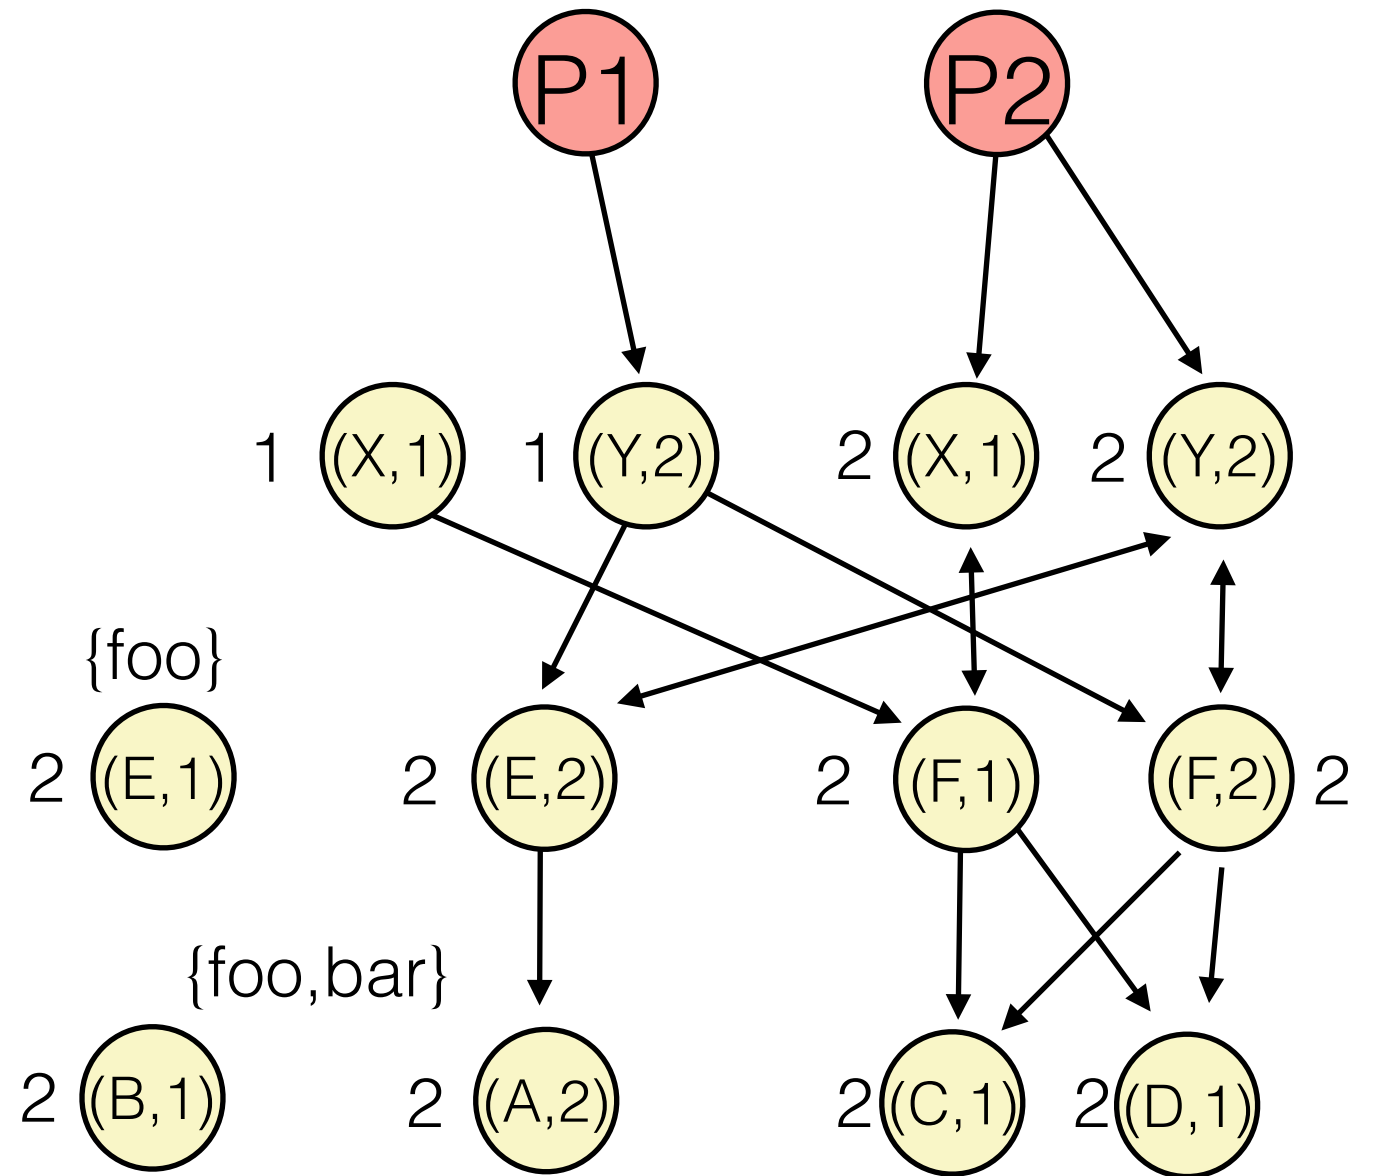 P1 P2
1 (X,1) 1 (Y,2) 2 (X,1) 2 (Y,2)
{foo}
2 (E,1) 2 (E,2) 2 (F,1) (F,2) 2
{foo,bar}
2 (B,1) 2 (A,2) 2 (C,1) 2 (D,1)